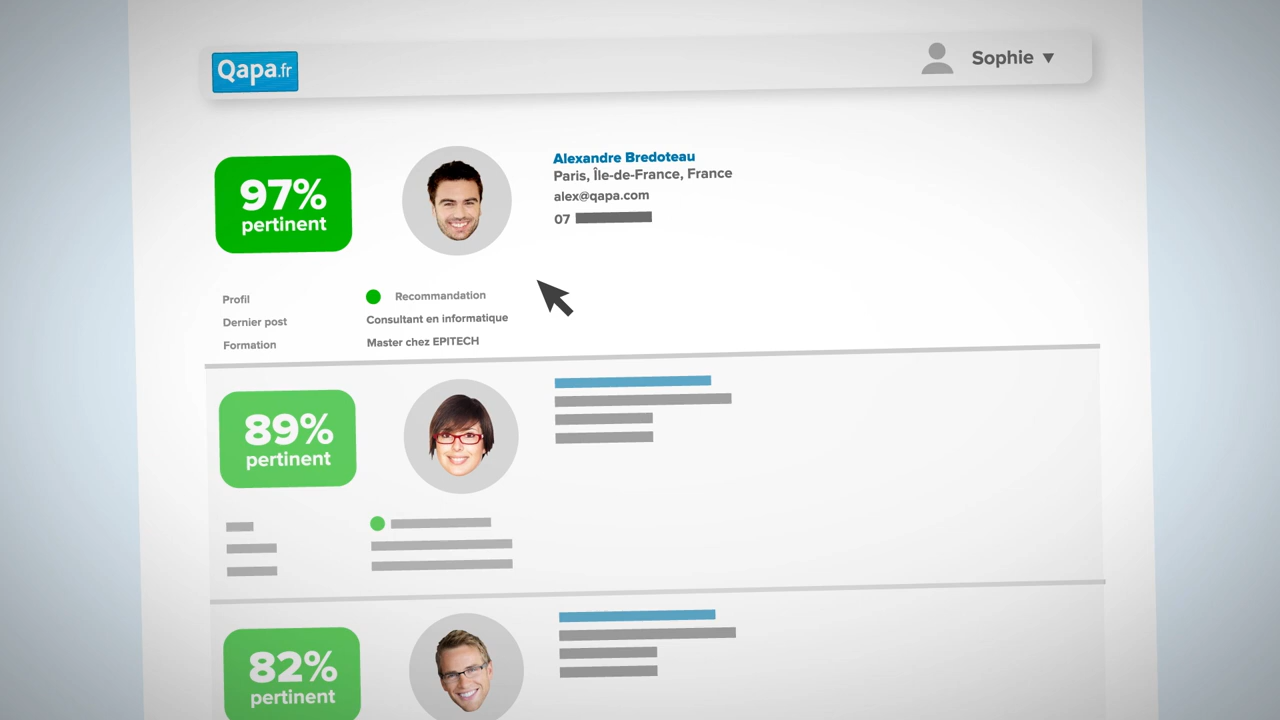 Qapa.fr
Sophie ▼
97%
pertinent
Alexandre Bredoteau
Paris, Île-de-France, France
alex@qapa.com
07
Profil
Recommandation
Dernier post
Consultant en informatique
Formation
Master chez EPITECH
89%
pertinent
82%
pertinent